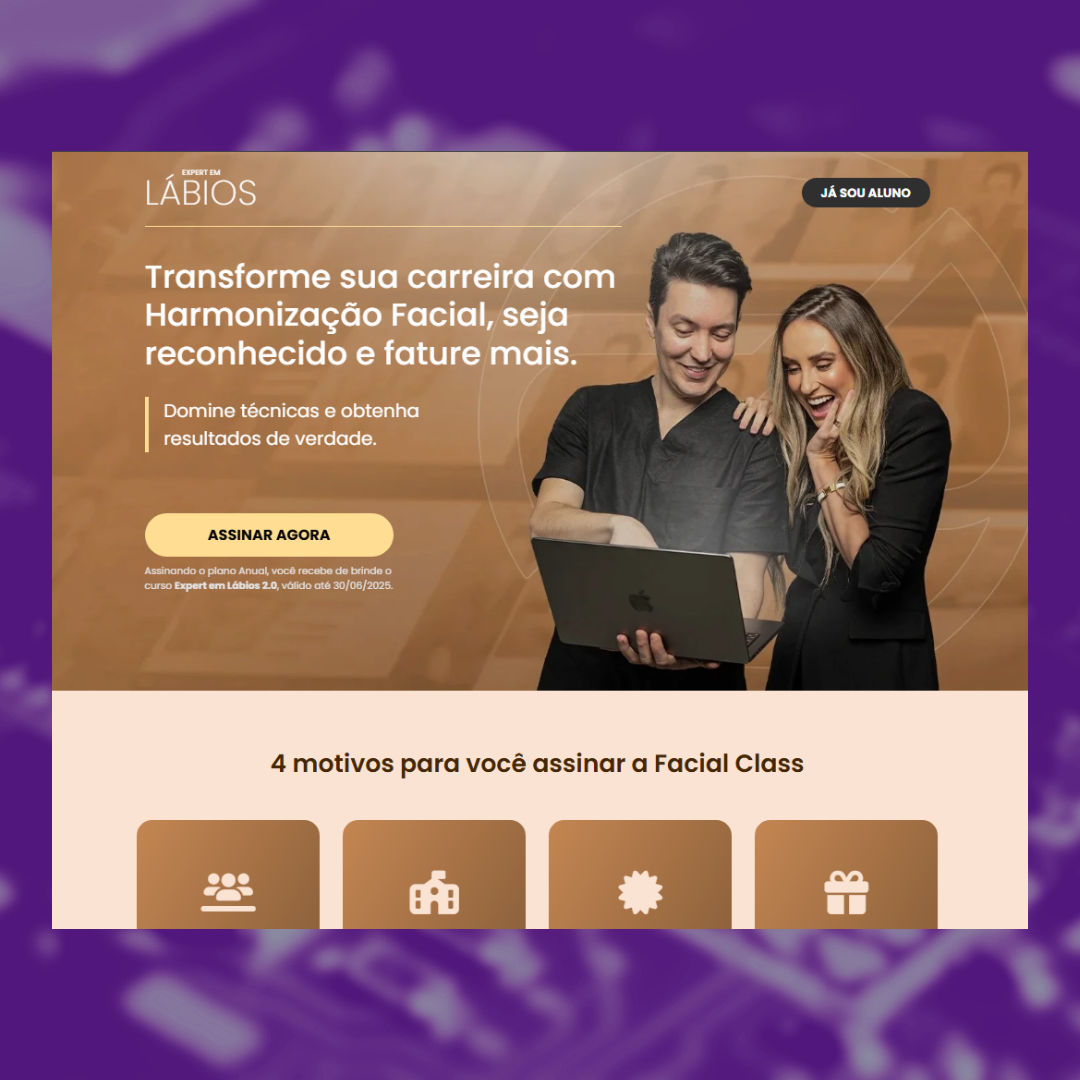 EXPERT EM
LÁBIOS
JÁ SOU ALUNO
Transforme sua carreira com
Harmonização Facial, seja
reconhecido e fature mais.
Domine técnicas e obtenha
resultados de verdade.
ASSINAR AGORA
Assinando o plano Anual, você recebe de brinde o
curso Expert em Lábios 2.0, válido até 30/06/2025.
4 motivos para você assinar a Facial Class